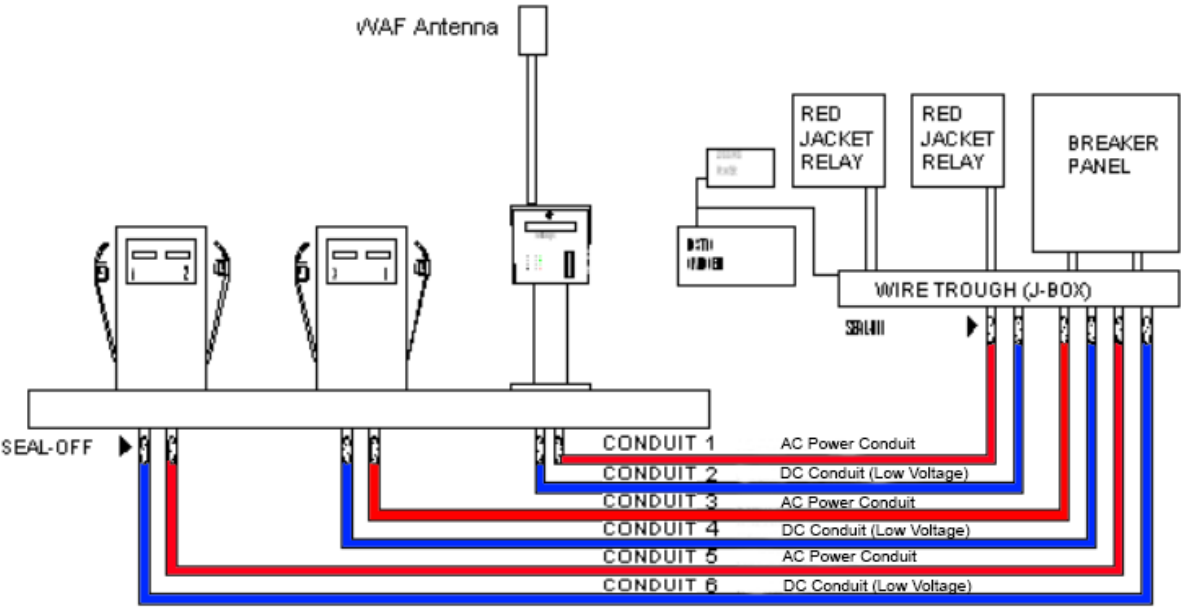 WAF Antenna
RED
JACKET
RELAY
RED
JACKET
RELAY
BREAKER
PANEL
WIRE TROUGH (J-BOX)
1 2
SEAL-OFF
CONDUIT 1 AC Power Conduit
CONDUIT 2 DC Conduit (Low Voltage)
CONDUIT 3 AC Power Conduit
CONDUIT 4 DC Conduit (Low Voltage)
CONDUIT 5 AC Power Conduit
CONDUIT 6 DC Conduit (Low Voltage)